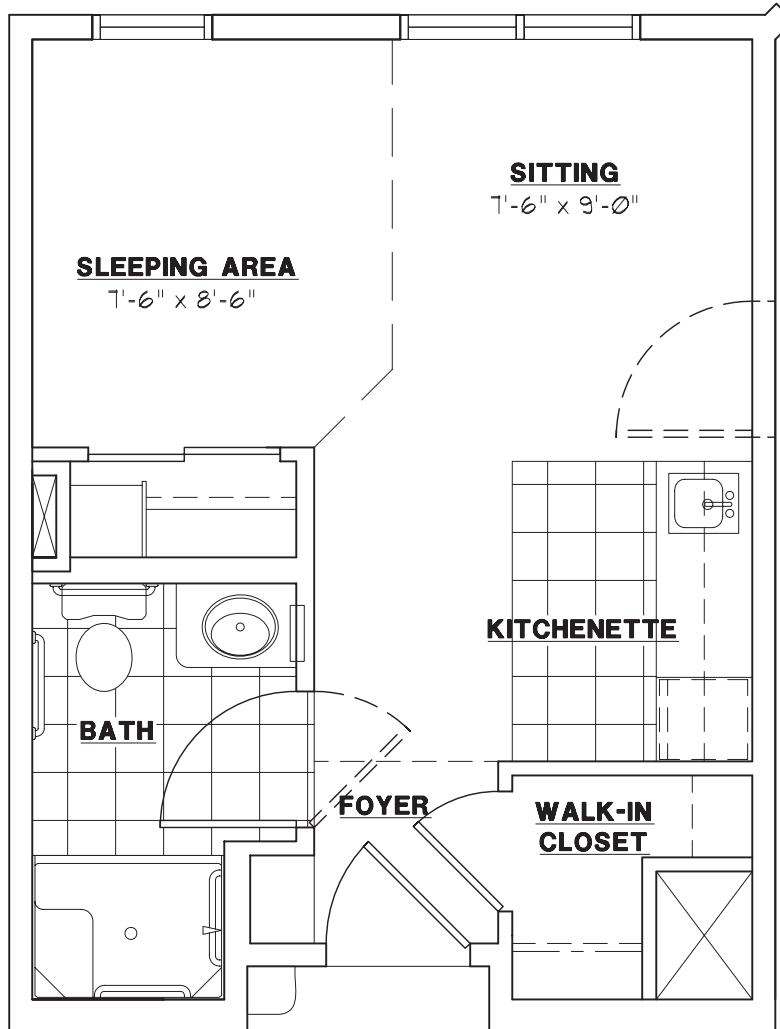 SITTING
7'-6" x 9'-0"
SLEEPING AREA
7'-6" x 8'-6"
KITCHENETTE
BATH
FOYER
WALK-IN
CLOSET